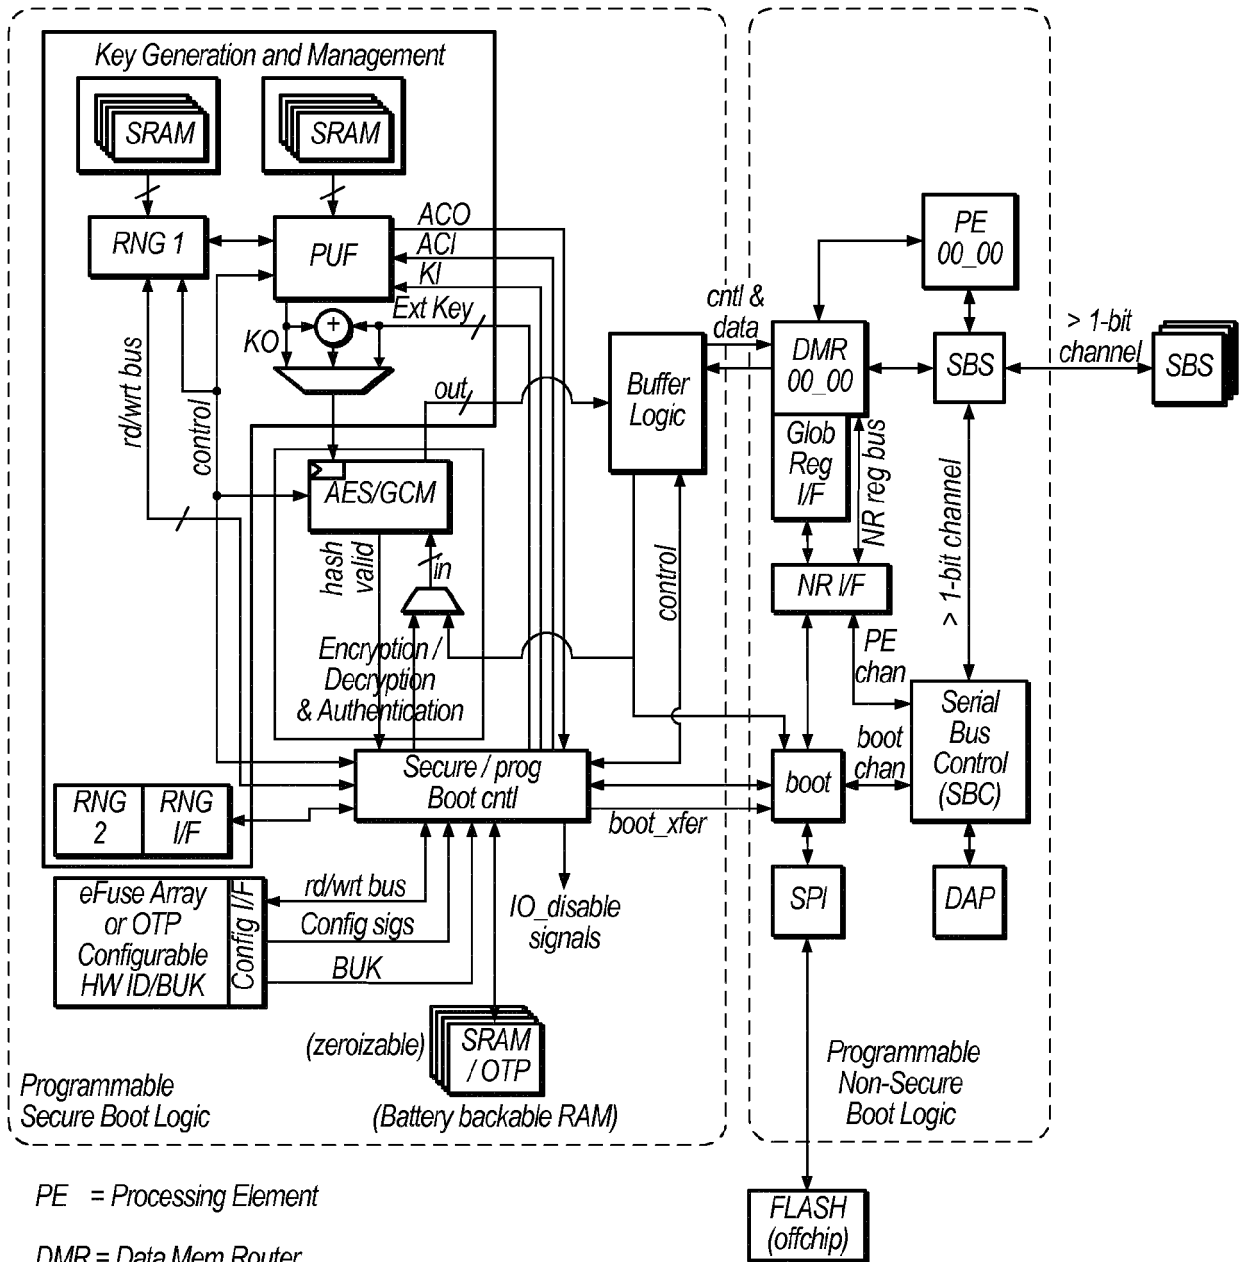 Key Generation and Management
SRAM
SRAM
RNG 1
PUF
ACO
ACI
KI
Ext Key
KO
+
rd/wrt bus
control
out
AES/GCM
hash
valid
in
Encryption /
Decryption
& Authentication
Buffer
Logic
control
cntl &
data
DMR
00_00
Glob
Reg
I/F
NR reg bus
NR I/F
PE
00_00
SBS
> 1-bit
channel
SBS
> 1-bit channel
PE
chan
boot
chan
Serial
Bus
Control
(SBC)
boot
SPI
DAP
Secure / prog
Boot cntl
boot_xfer
RNG
2
RNG
I/F
eFuse Array
or OTP
Configurable
HW ID/BUK
Config I/F
rd/wrt bus
Config sigs
BUK
IO_disable
signals
(zeroizable)
SRAM
/ OTP
(Battery backable RAM)
Programmable
Secure Boot Logic
Programmable
Non-Secure
Boot Logic
FLASH
(offchip)
PE = Processing Element
DMR = Data Mem Router